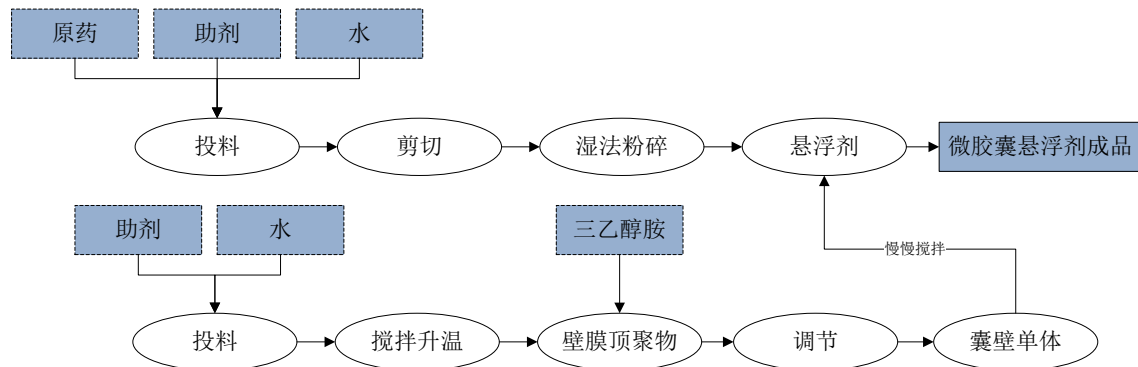 原药
助剂
水
投料
剪切
湿法粉碎
悬浮剂
微胶囊悬浮剂成品
助剂
水
三乙醇胺
慢慢搅拌
投料
搅拌升温
壁膜顶聚物
调节
囊壁单体